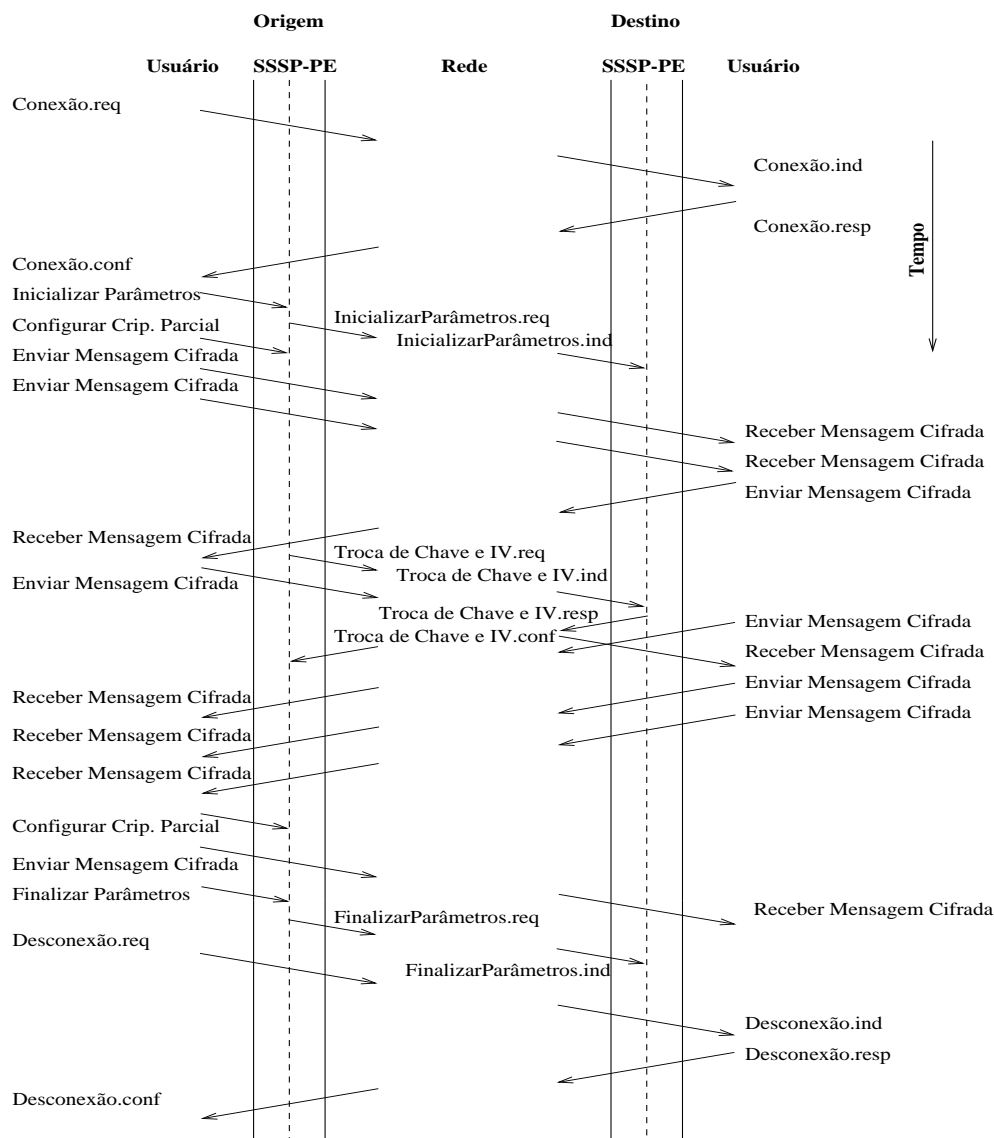 Origem Destino
Usuário SSSP-PE Rede SSSP-PE Usuário
Conexão.req
Conexão.ind
Conexão.resp
Tempo
Conexão.conf
Inicializar Parâmetros
InicializarParâmetros.req
Configurar Crip. Parcial
InicializarParâmetros.ind
Enviar Mensagem Cifrada
Enviar Mensagem Cifrada
Receber Mensagem Cifrada
Receber Mensagem Cifrada
Enviar Mensagem Cifrada
Receber Mensagem Cifrada
Troca de Chave e IV.req
Troca de Chave e IV.ind
Enviar Mensagem Cifrada
Troca de Chave e IV.resp
Enviar Mensagem Cifrada
Troca de Chave e IV.conf
Receber Mensagem Cifrada
Enviar Mensagem Cifrada
Receber Mensagem Cifrada
Enviar Mensagem Cifrada
Receber Mensagem Cifrada
Receber Mensagem Cifrada
Configurar Crip. Parcial
Enviar Mensagem Cifrada
Finalizar Parâmetros
Receber Mensagem Cifrada
FinalizarParâmetros.req
Desconexão.req
FinalizarParâmetros.ind
Desconexão.ind
Desconexão.resp
Desconexão.conf